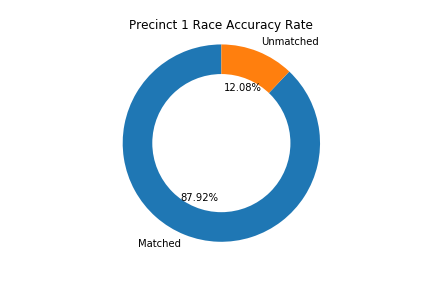 Precinct 1 Race Accuracy Rate
Unmatched
12.08%
87.92%
Matched